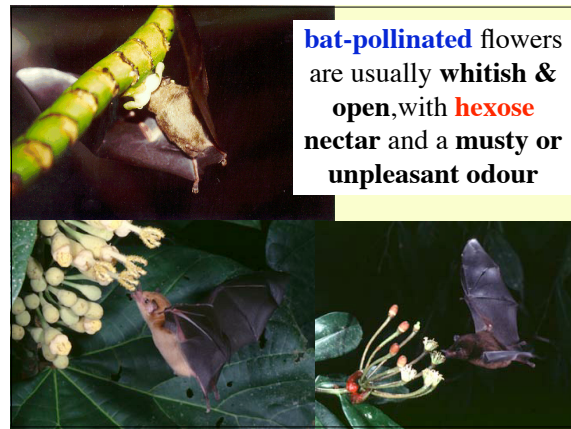 bat-pollinated flowers
are usually whitish &
open,with hexose
nectar and a musty or
unpleasant odour